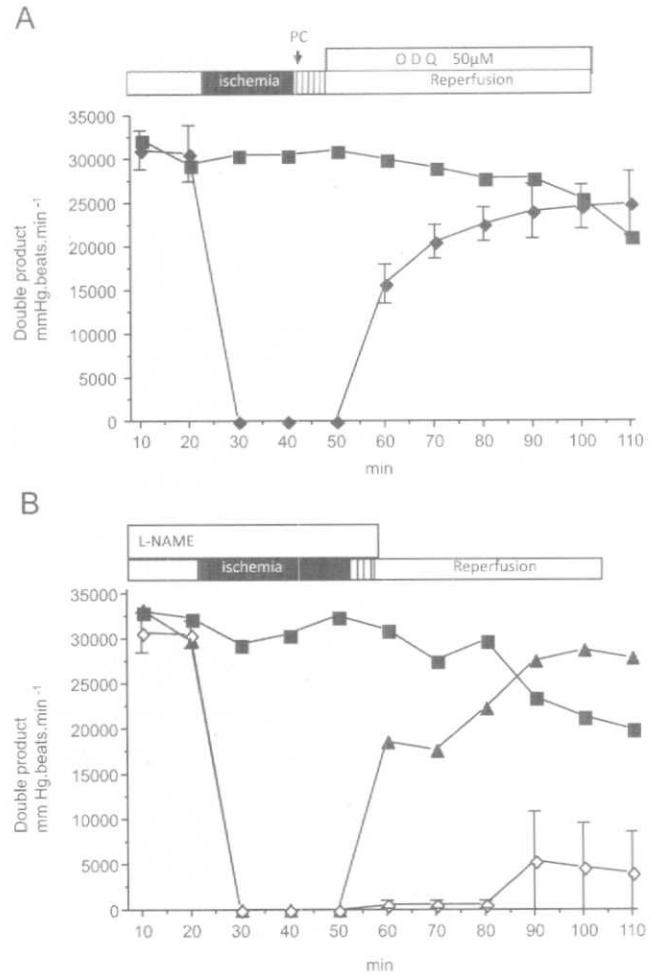 A
PC
O D Q 50µM
ischemia Reperfusion
35000
30000
25000
20000
15000
10000
5000
0
Double product
mmHg.beats.min -1
10 20 30 40 50 60 70 80 90 100 110
min
B
L-NAME
ischemia Reperfusion
35000
30000
25000
20000
15000
10000
5000
0
Double product
mm Hg.beats.min -1
10 20 30 40 50 60 70 80 90 100 110
min